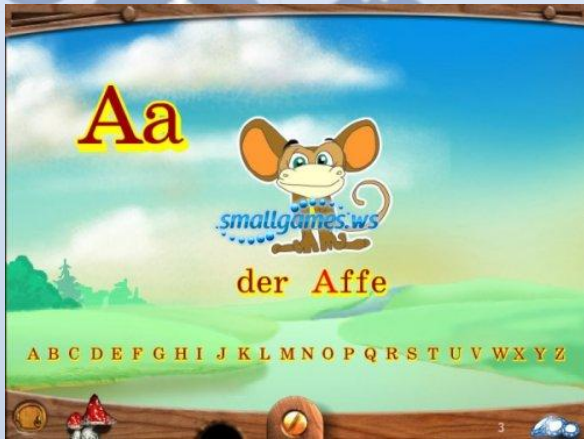 Aa
smallgames.ws
der Affe
A B C D E F G H I J K L M N O P Q R S T U V W X Y Z
3